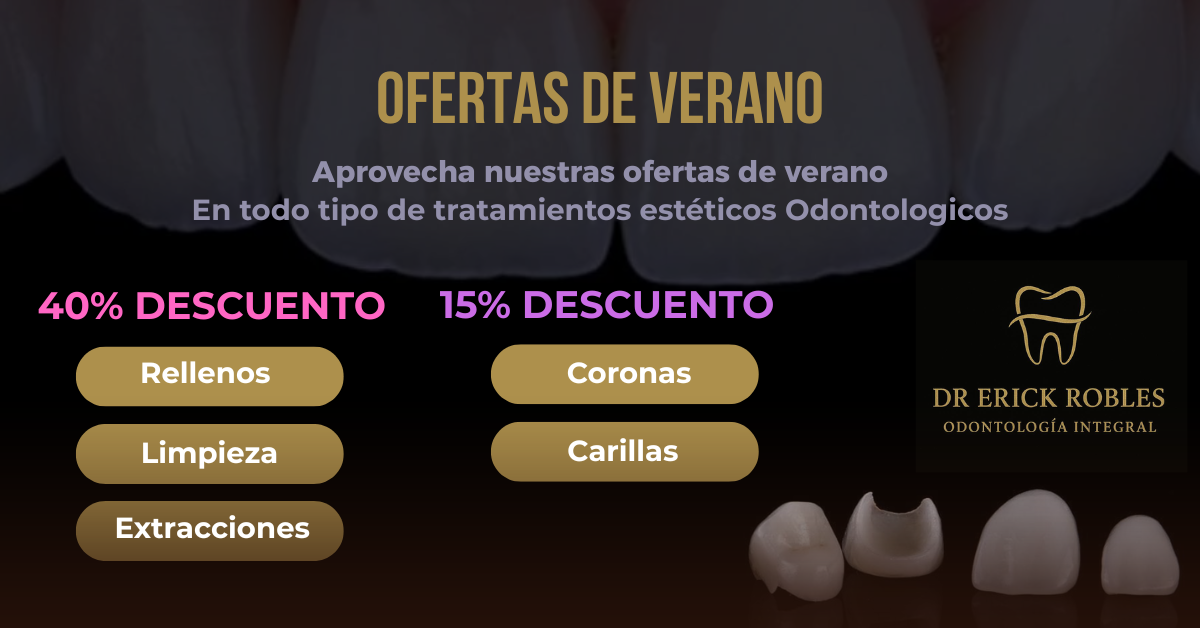 OFERTAS DE VERANO
Aprovecha nuestras ofertas de verano
En todo tipo de tratamientos estéticos Odontologicos
40% DESCUENTO
Rellenos
Limpieza
Extracciones
15% DESCUENTO
Coronas
Carillas
DR ERICK ROBLES
ODONTOLOGÍA INTEGRAL